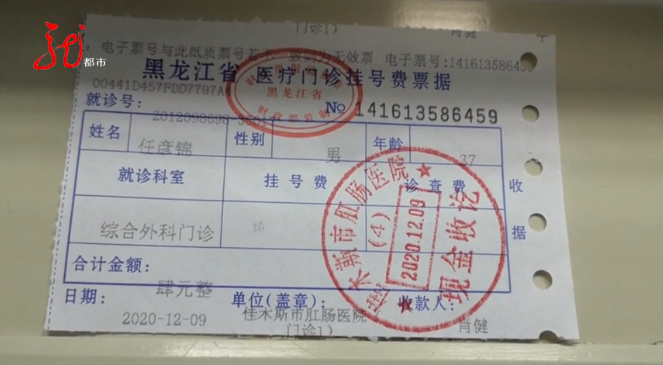 都市
门诊1) 肖健
电子票号与此纸质票号 无效票 电子票号:141613586459
黑龙江省 医疗门诊挂号费票据
00441D457FDD7797A
黑龙江省
№ 141613586459
就诊号:
姓名 任彦锦 性别 男 年龄 37
就诊科室 挂号费 诊查费 收据
综合外科门诊
合计金额: 肆元整
日期: 2020-12-09 单位(盖章): 佳木斯市肛肠医院 收款人: 肖健
门诊1)
佳木斯市肛肠医院
(4)
2020.12.09
现金收讫